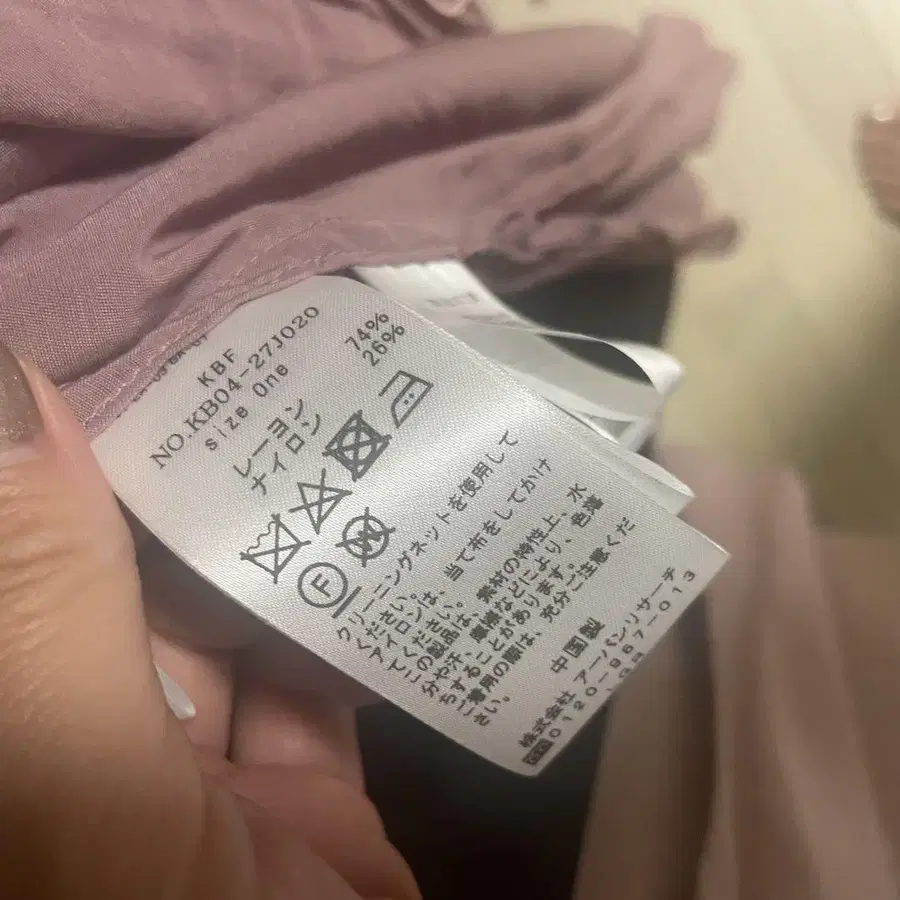 KBF
NO.KB04-27J020
size One
レーヨン 74%
ナイロン 26%
F W
クリーニングネットを使用して
ください。
アイロンは、当て布をしてかけ
てください。
この製品は、素材の特性上、水
分や汗、摩擦などにより、色落
ちすることがあります。
着用の際は、充分ご注意くだ
さい。
中国製
株式会社 アーバンリサーチ
0120-967-013